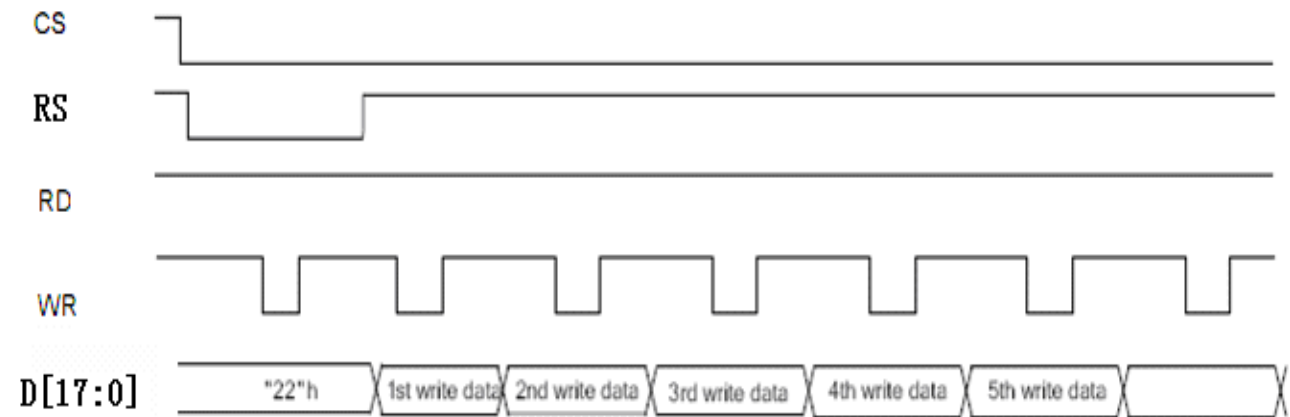 CS
RS
RD
WR
D[17:0] "22"h 1st write data 2nd write data 3rd write data 4th write data 5th write data